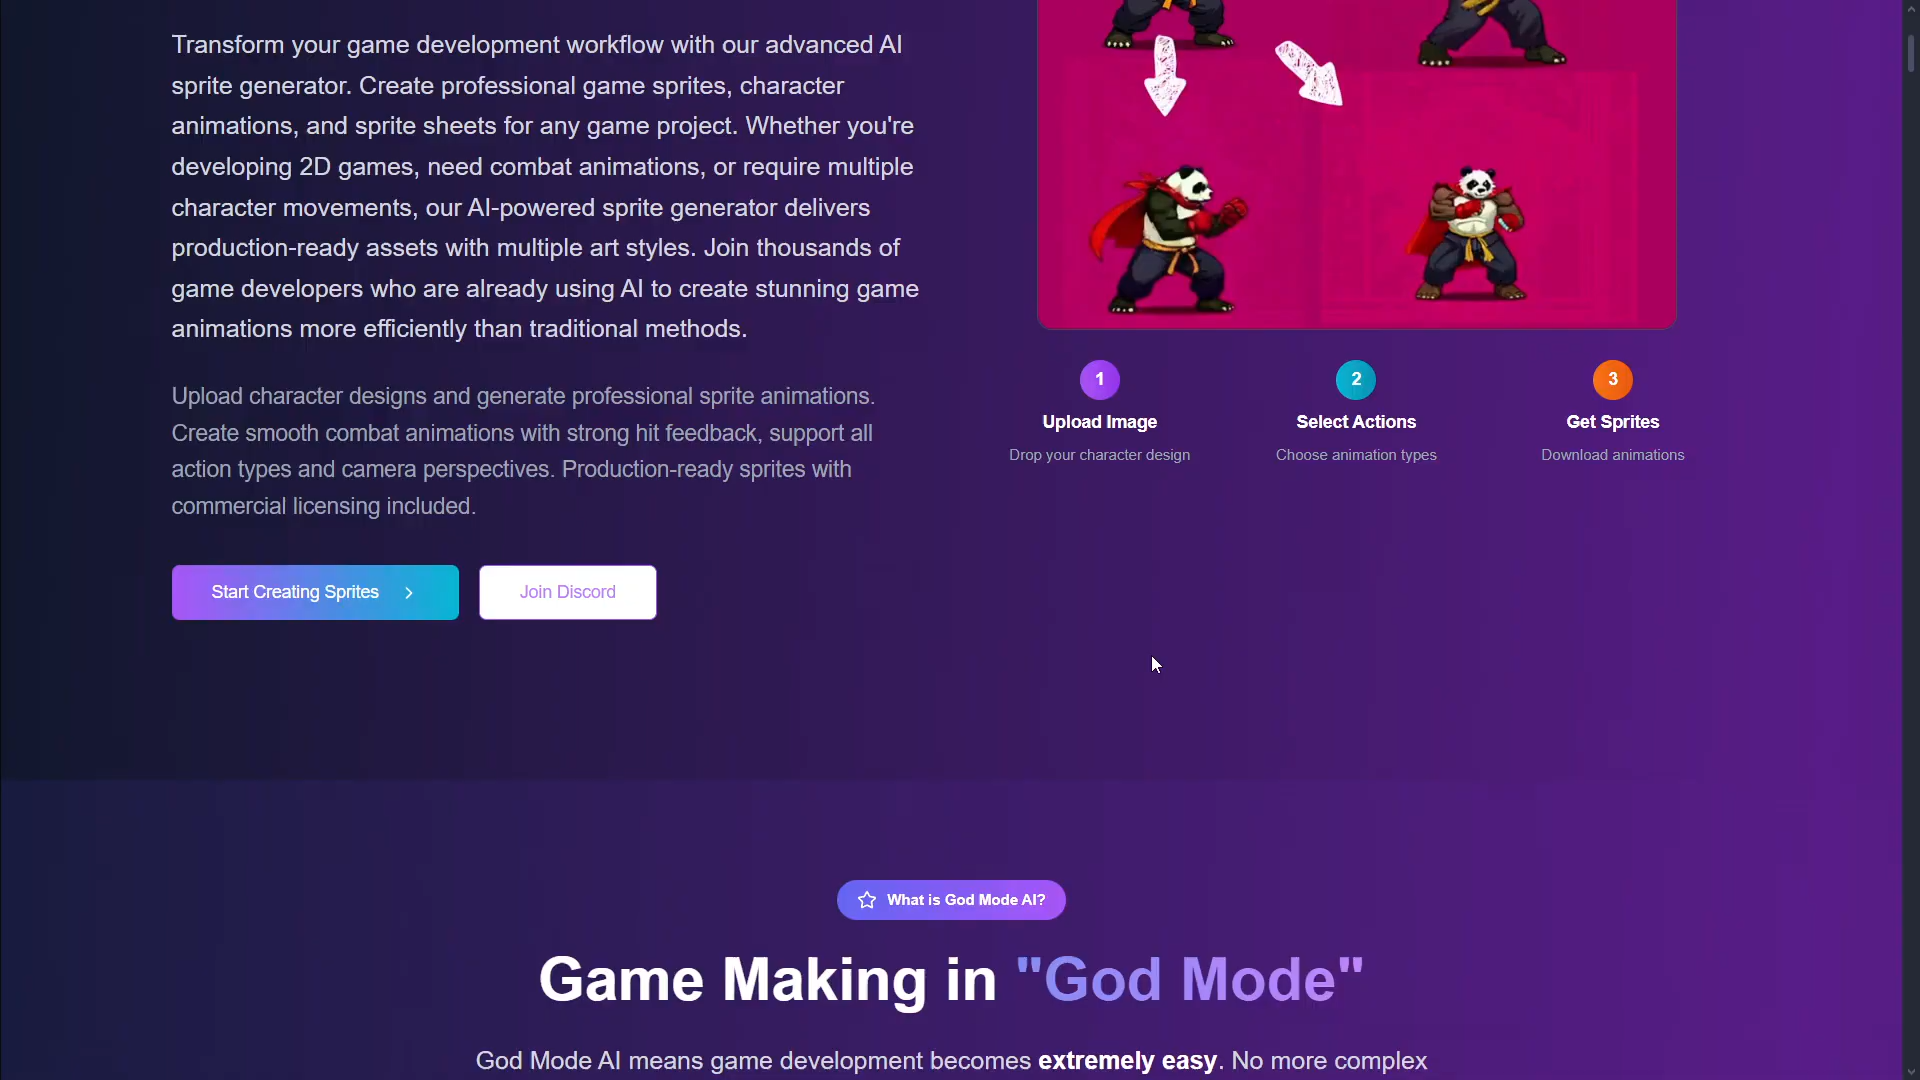 Transform your game development workflow with our advanced AI
sprite generator. Create professional game sprites, character
animations, and sprite sheets for any game project. Whether you're
developing 2D games, need combat animations, or require multiple
character movements, our AI-powered sprite generator delivers
production-ready assets with multiple art styles. Join thousands of
game developers who are already using AI to create stunning game
animations more efficiently than traditional methods.
Upload character designs and generate professional sprite animations.
Create smooth combat animations with strong hit feedback, support all
action types and camera perspectives. Production-ready sprites with
commercial licensing included.
Start Creating Sprites
Join Discord
1
Upload Image
Drop your character design
2
Select Actions
Choose animation types
3
Get Sprites
Download animations
What is God Mode AI?
Game Making in "God Mode"
God Mode AI means game development becomes extremely easy. No more complex